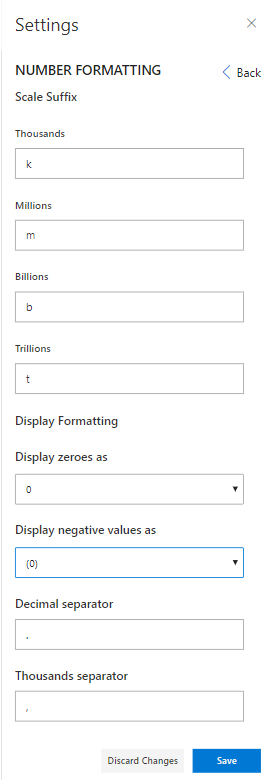 Settings
NUMBER FORMATTING
Back
Scale Suffix
Thousands
k
Millions
m
Billions
b
Trillions
t
Display Formatting
Display zeroes as
0
Display negative values as
(0)
Decimal separator
.
Thousands separator
,
Discard Changes
Save